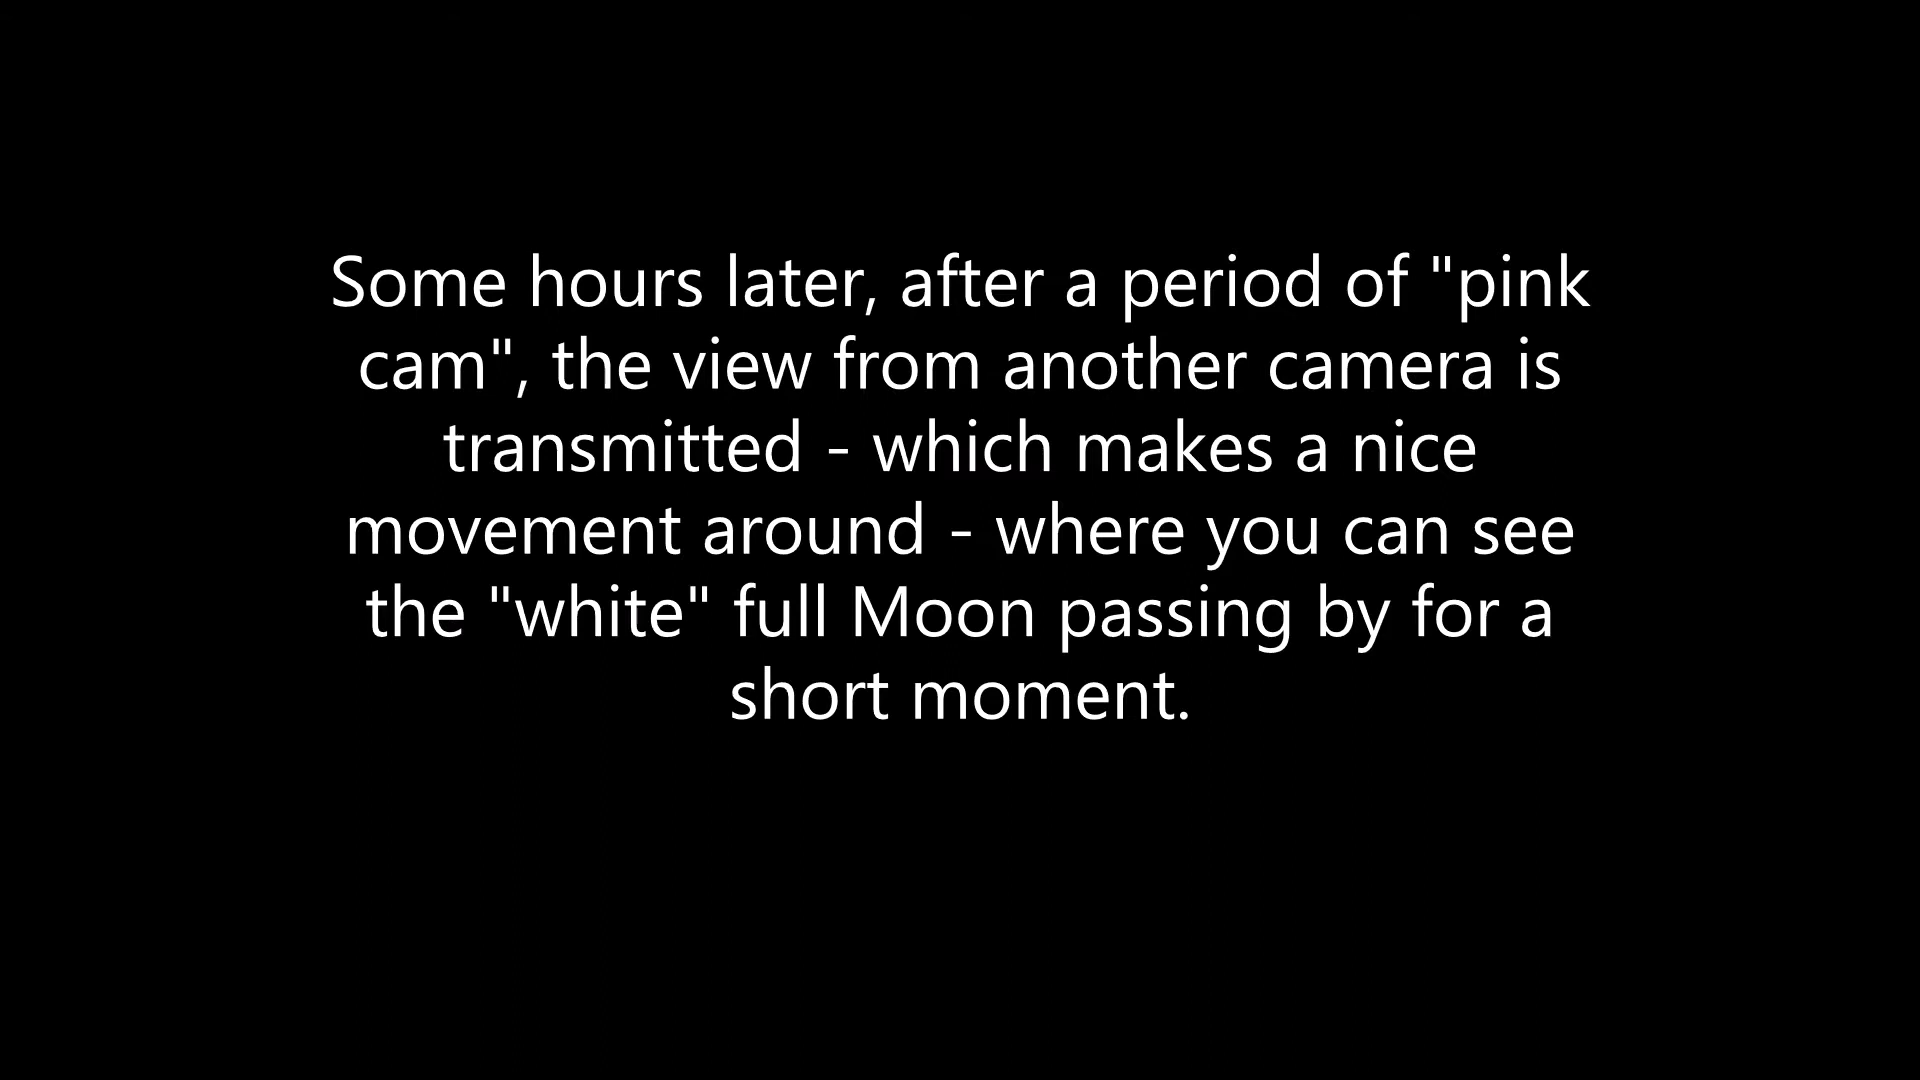 Some hours later, after a period of "pink
cam", the view from another camera is
transmitted - which makes a nice
movement around - where you can see
the "white" full Moon passing by for a
short moment.